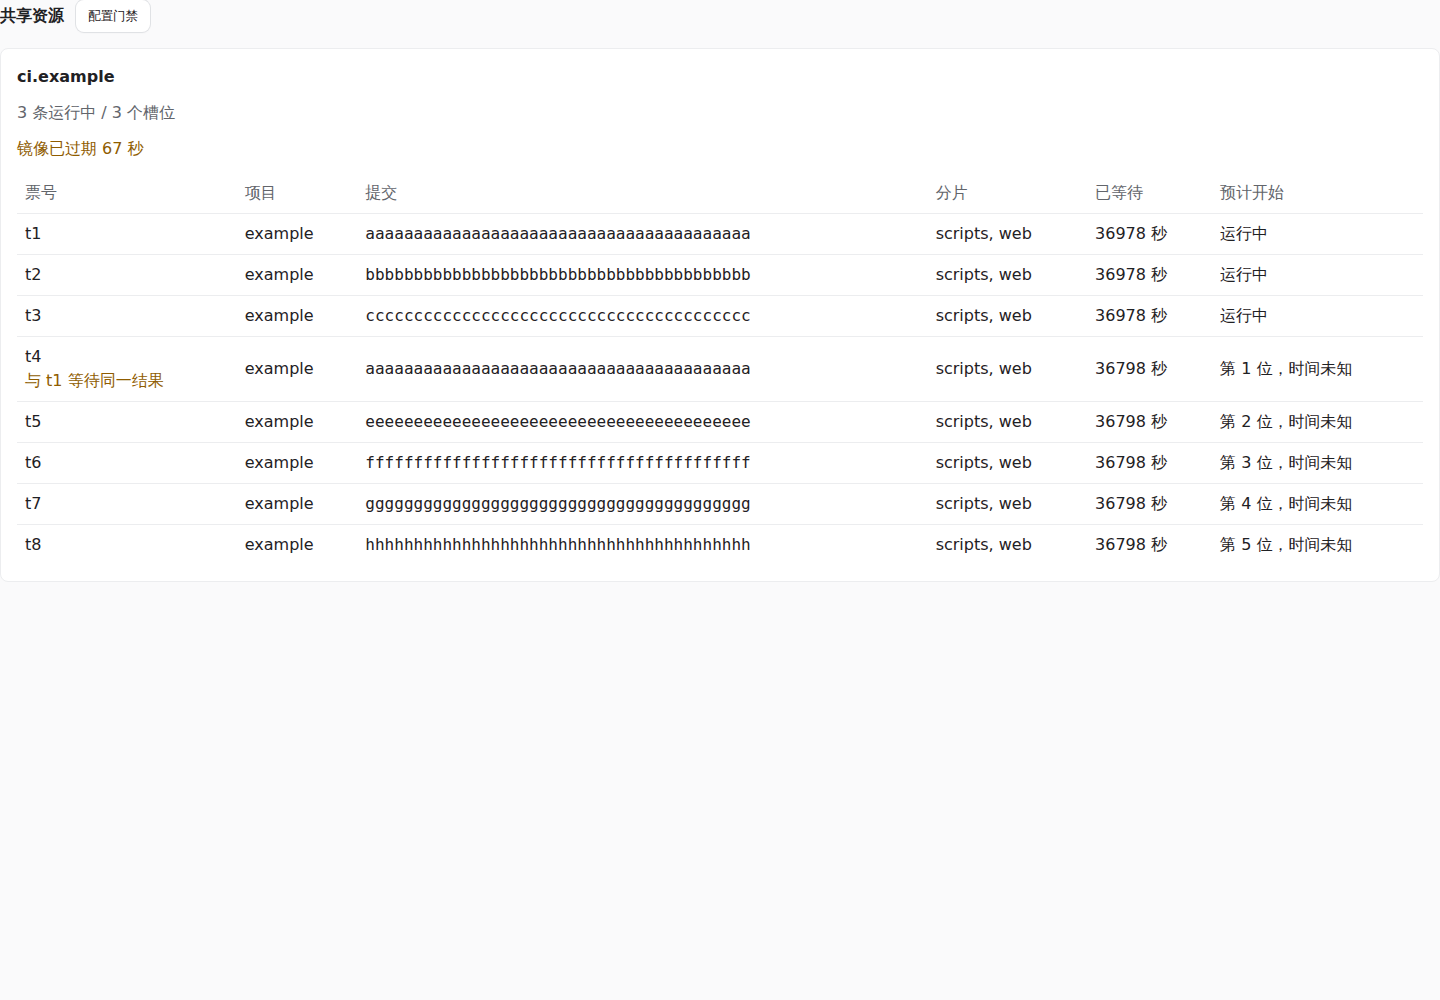 共享资源 配置门禁
ci.example
3 条运行中 / 3 个槽位
镜像已过期 67 秒
票号 项目 提交 分片 已等待 预计开始
t1 example aaaaaaaaaaaaaaaaaaaaaaaaaaaaaaaaaaaaaaaa scripts, web 36978 秒 运行中
t2 example bbbbbbbbbbbbbbbbbbbbbbbbbbbbbbbbbbbbbbbb scripts, web 36978 秒 运行中
t3 example cccccccccccccccccccccccccccccccccccccccc scripts, web 36978 秒 运行中
t4 example aaaaaaaaaaaaaaaaaaaaaaaaaaaaaaaaaaaaaaaa scripts, web 36798 秒 第 1 位，时间未知
与 t1 等待同一结果
t5 example eeeeeeeeeeeeeeeeeeeeeeeeeeeeeeeeeeeeeeee scripts, web 36798 秒 第 2 位，时间未知
t6 example ffffffffffffffffffffffffffffffffffffffff scripts, web 36798 秒 第 3 位，时间未知
t7 example gggggggggggggggggggggggggggggggggggggggg scripts, web 36798 秒 第 4 位，时间未知
t8 example hhhhhhhhhhhhhhhhhhhhhhhhhhhhhhhhhhhhhhhh scripts, web 36798 秒 第 5 位，时间未知